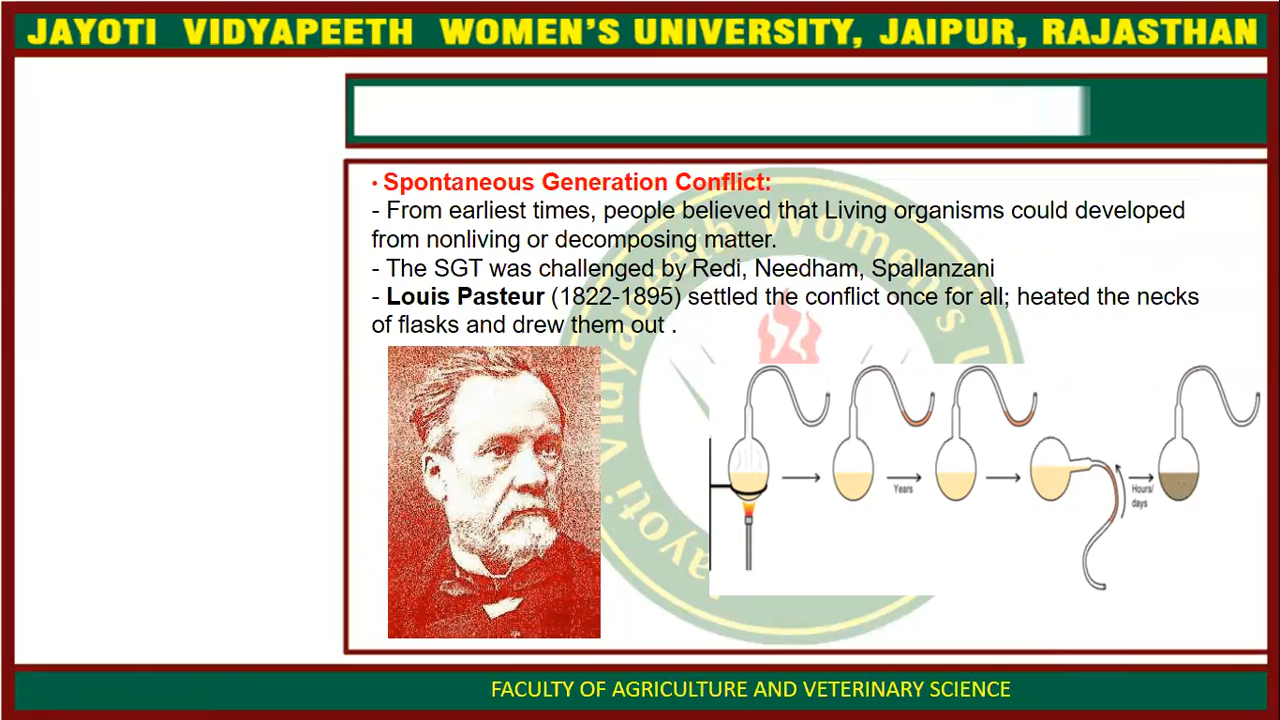 JAYOTI VIDYAPEETH WOMEN'S UNIVERSITY, JAIPUR, RAJASTHAN
• Spontaneous Generation Conflict:
- From earliest times, people believed that Living organisms could developed
from nonliving or decomposing matter.
- The SGT was challenged by Redi, Needham, Spallanzani
- Louis Pasteur (1822-1895) settled the conflict once for all; heated the necks
of flasks and drew them out .
Years
Hours/
days
Jayoti Vidyapeeth Women's U
FACULTY OF AGRICULTURE AND VETERINARY SCIENCE